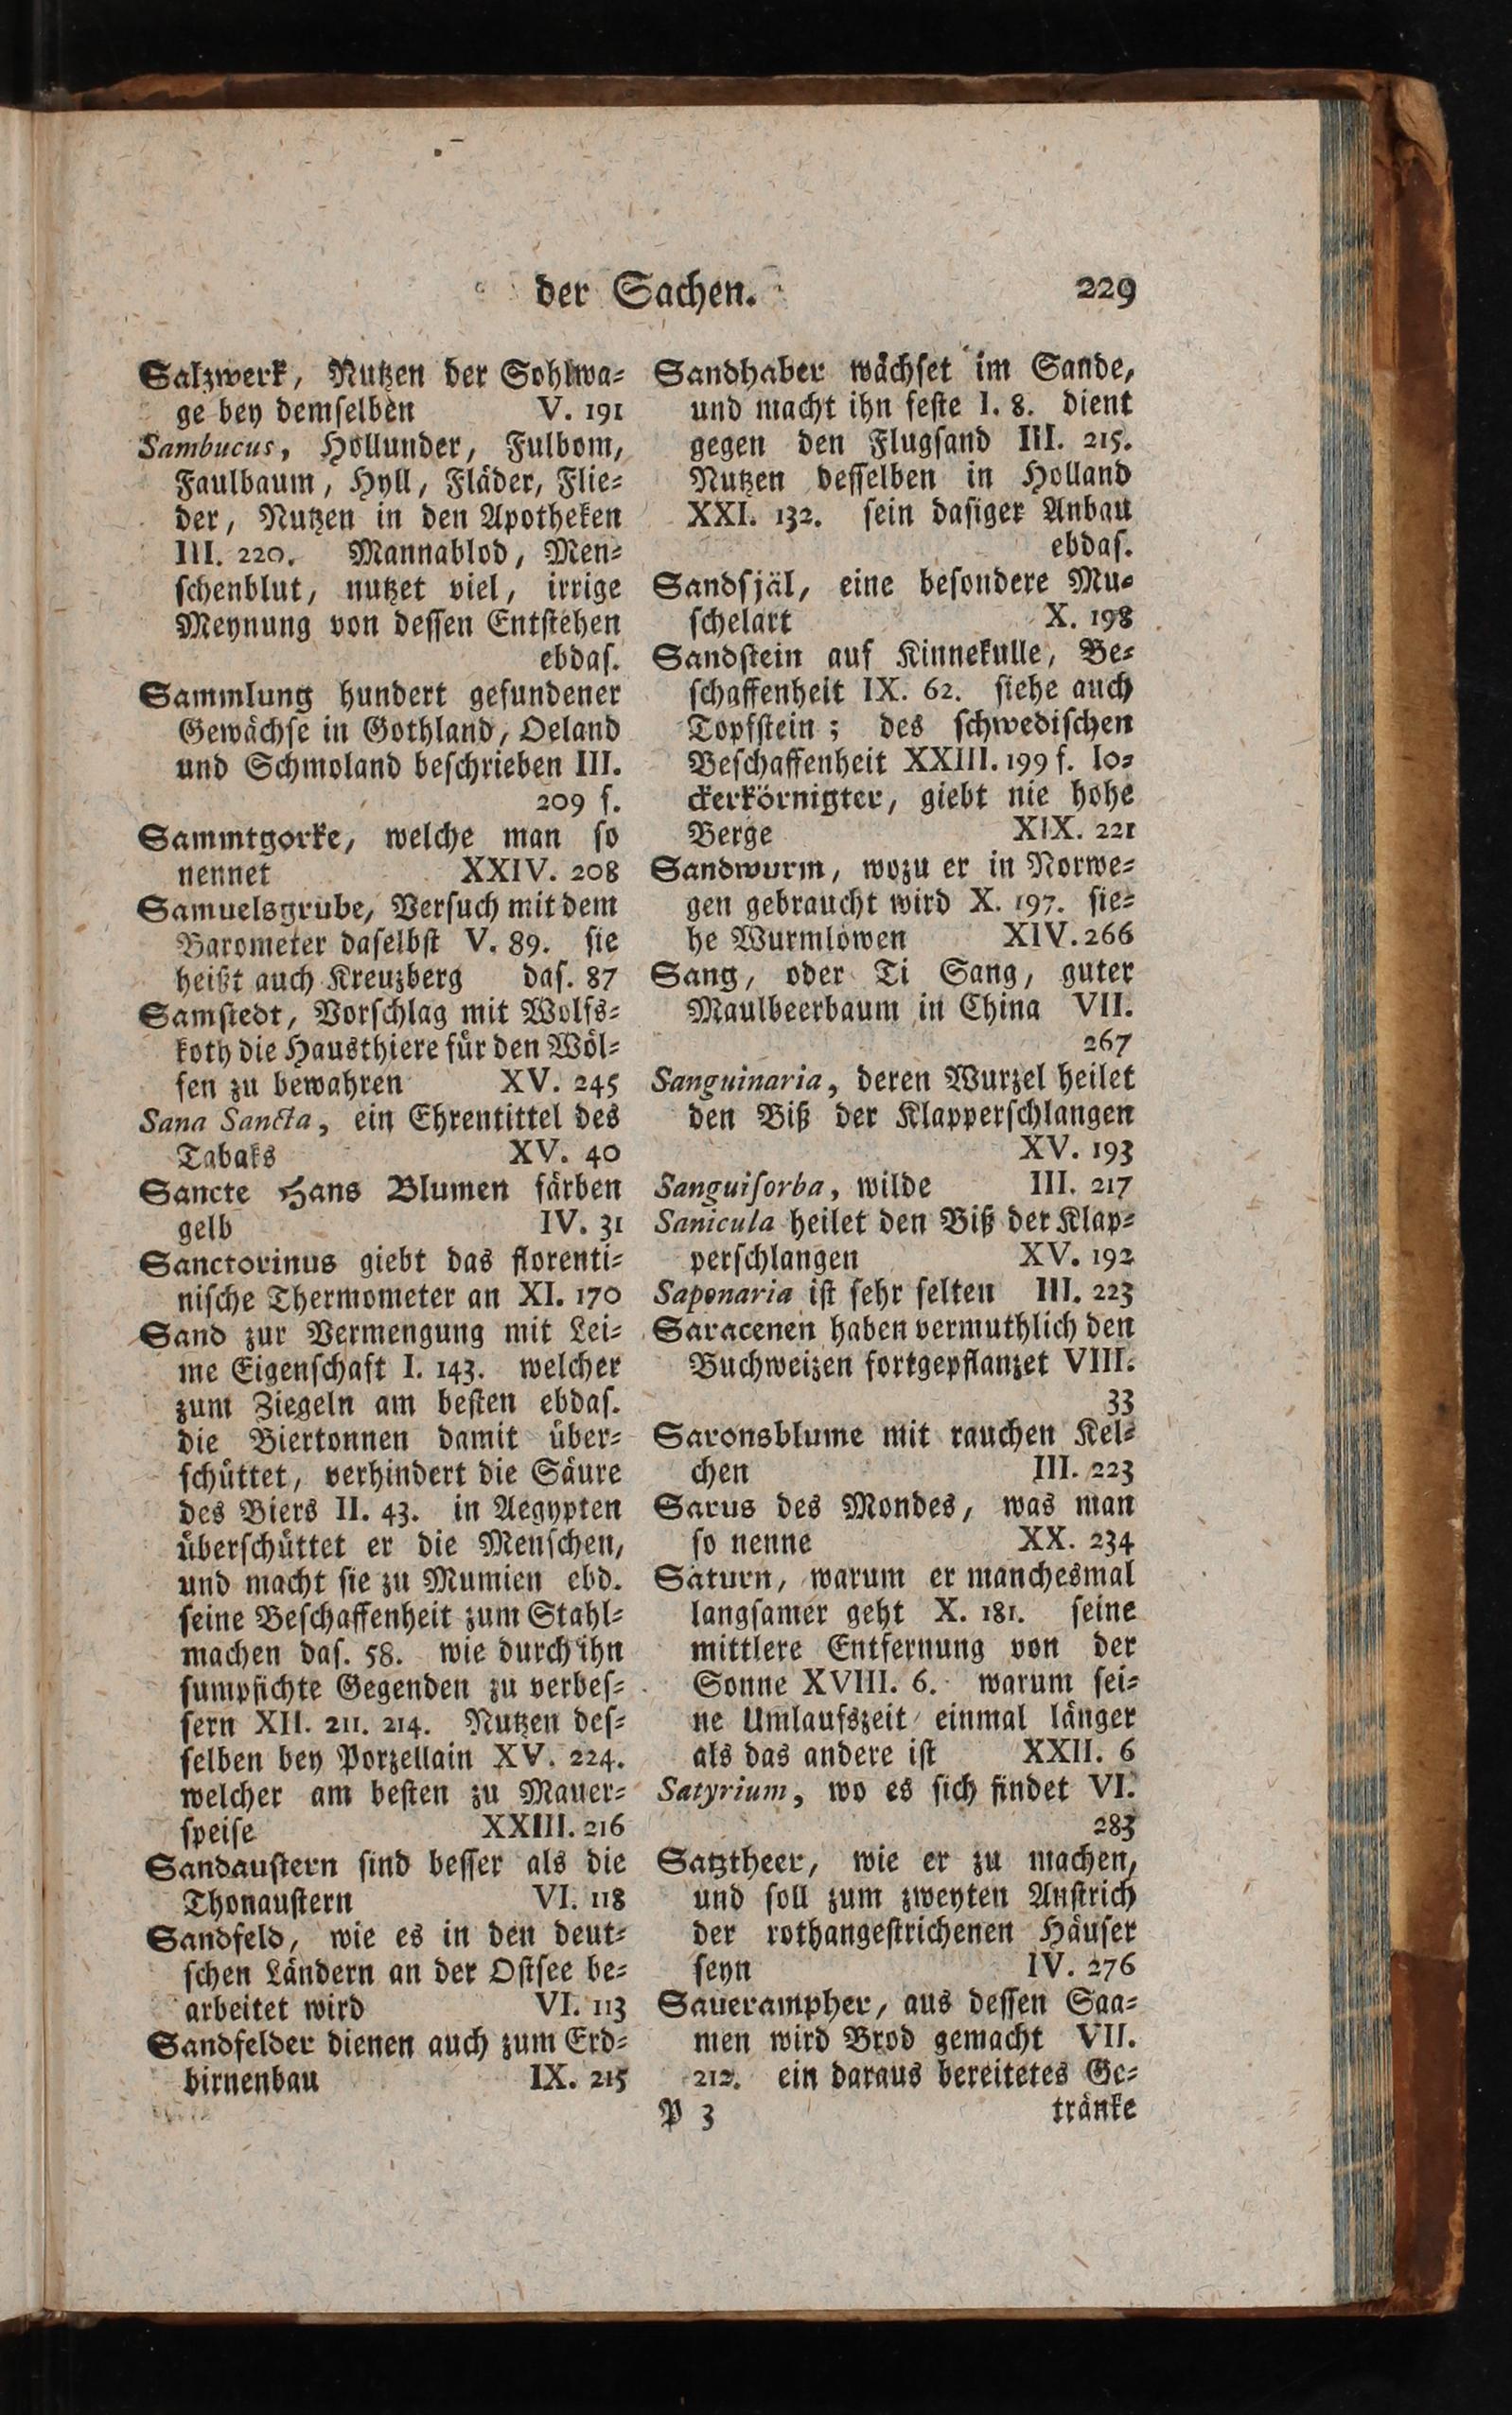 der Sachen. 229
Salzwerk, Nutzen der Sohlwa⸗
ge bey demſelben V. 191
Sambucus, Hollunder, Fulbom,
Faulbaum, Hyll, Fläder, Flie⸗
der, Nutzen in den Apotheken
III. 220. Mannablod, Men⸗
ſchenblut, nutzet viel, irrige
Meynung von deſſen Entſtehen
ebdaſ.
Sammlung hundert gefundener
Gewächſe in Gothland, Oeland
und Schmoland beſchrieben III.
209 f.
Sammtgorke, welche man ſo
nennet XXIV. 208
Samuelsgrube, Verſuch mit dem
Barometer daſelbſt V. 89. ſie
heißt auch Kreuzberg daſ. 87
Samſtedt, Vorſchlag mit Wolfs⸗
koth die Hausthiere für den Wöl⸗
fen zu bewahren XV. 245
Sana Sancta, ein Ehrentittel des
Tabaks XV. 40
Sancte Hans Blumen färben
gelb IV. 31
Sanctorinus giebt das florenti⸗
niſche Thermometer an XI. 170
Sand zur Vermengung mit Lei⸗
me Eigenſchaft I. 143. welcher
zum Ziegeln am beſten ebdaſ.
die Biertonnen damit über⸗
ſchüttet, verhindert die Säure
des Biers II. 43. in Aegypten
überſchüttet er die Menſchen,
und macht ſie zu Mumien ebd.
ſeine Beſchaffenheit zum Stahl⸗
machen daſ. 58. wie durch ihn
ſumpfichte Gegenden zu verbeſ⸗
ſern XII. 211. 214. Nutzen deſ⸗
ſelben bey Porzellain XV. 224.
welcher am beſten zu Mauer⸗
ſpeiſe XXIII. 216
Sandauſtern ſind beſſer als die
Thonauſtern VI. 118
Sandfeld, wie es in den deut⸗
ſchen Ländern an der Oſtſee be⸗
arbeitet wird VI. 113
Sandfelder dienen auch zum Erd⸗
birnenbau IX. 215
Sandhaber wächſet im Sande,
und macht ihn feſte I. 8. dient
gegen den Flugſand III. 215.
Nutzen deſſelben in Holland
XXI. 132. ſein daſiger Anbau
ebdaſ.
Sandſjäl, eine beſondere Mu⸗
ſchelart X. 198
Sandſtein auf Kinnekulle, Be⸗
ſchaffenheit IX. 62. ſiehe auch
Topfſtein; des ſchwediſchen
Beſchaffenheit XXIII. 199 f. lo⸗
ckerkörnigter, giebt nie hohe
Berge XIX. 221
Sandwurm, wozu er in Norwe⸗
gen gebraucht wird X. 197. ſie⸗
he Wurmlöwen XIV. 266
Sang, oder Ti Sang, guter
Maulbeerbaum in China VII.
267
Sanguinaria, deren Wurzel heilet
den Biß der Klapperſchlangen
XV. 193
Sanguiſorba, wilde III. 217
Sanicula heilet den Biß der Klap⸗
perſchlangen XV. 192
Saponaria iſt ſehr ſelten III. 223
Saracenen haben vermuthlich den
Buchweizen fortgepflanzet VIII.
33
Saronsblume mit rauchen Kel⸗
chen III. 223
Sarus des Mondes, was man
ſo nenne XX. 234
Saturn, warum er manchesmal
langſamer geht X. 181. ſeine
mittlere Entfernung von der
Sonne XVIII. 6. warum ſei⸗
ne Umlaufszeit einmal länger
als das andere iſt XXII. 6
Satyrium, wo es ſich findet VI.
283
Satztheer, wie er zu machen,
und ſoll zum zweyten Anſtrich
der rothangeſtrichenen Häuſer
ſeyn IV. 276
Sauerampher, aus deſſen Saa⸗
men wird Brod gemacht VII.
212. ein daraus bereitetes Ge⸗
P 3 tränke